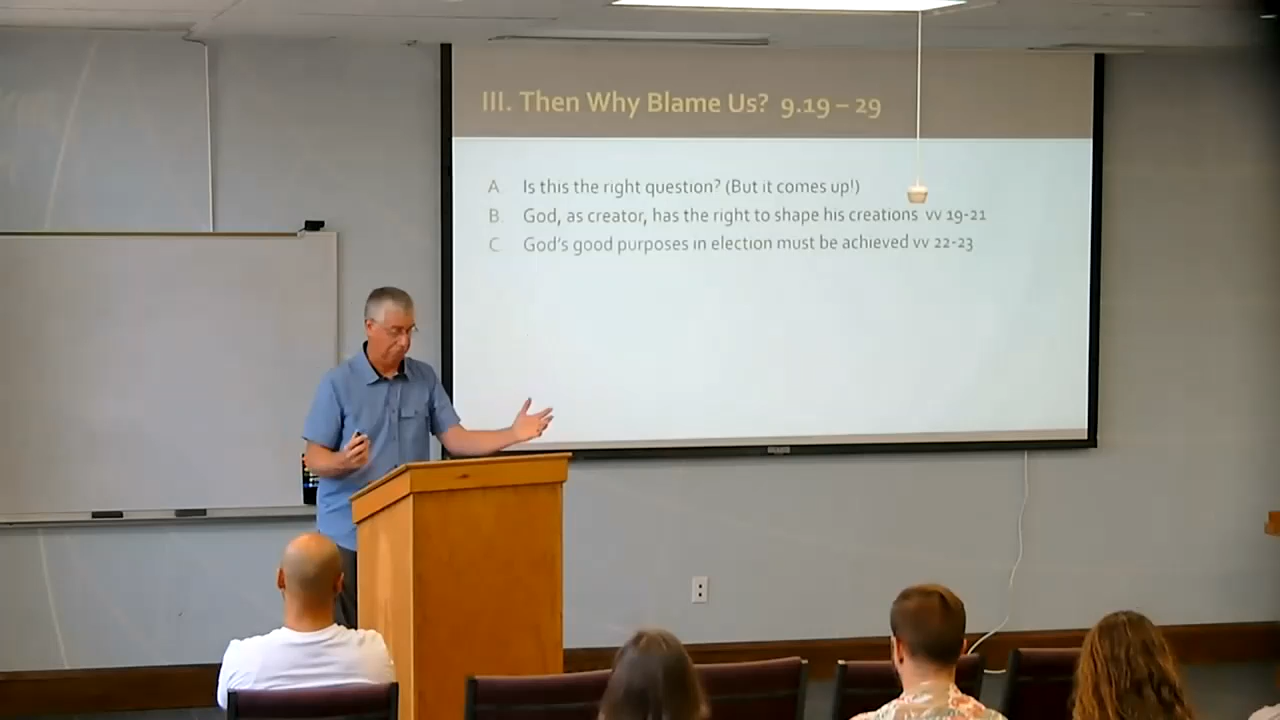 III. Then Why Blame Us? 9.19 – 29
A. Is this the right question? (But it comes up!)
B. God, as creator, has the right to shape his creations vv 19-21
C. God's good purposes in election must be achieved vv 22-23